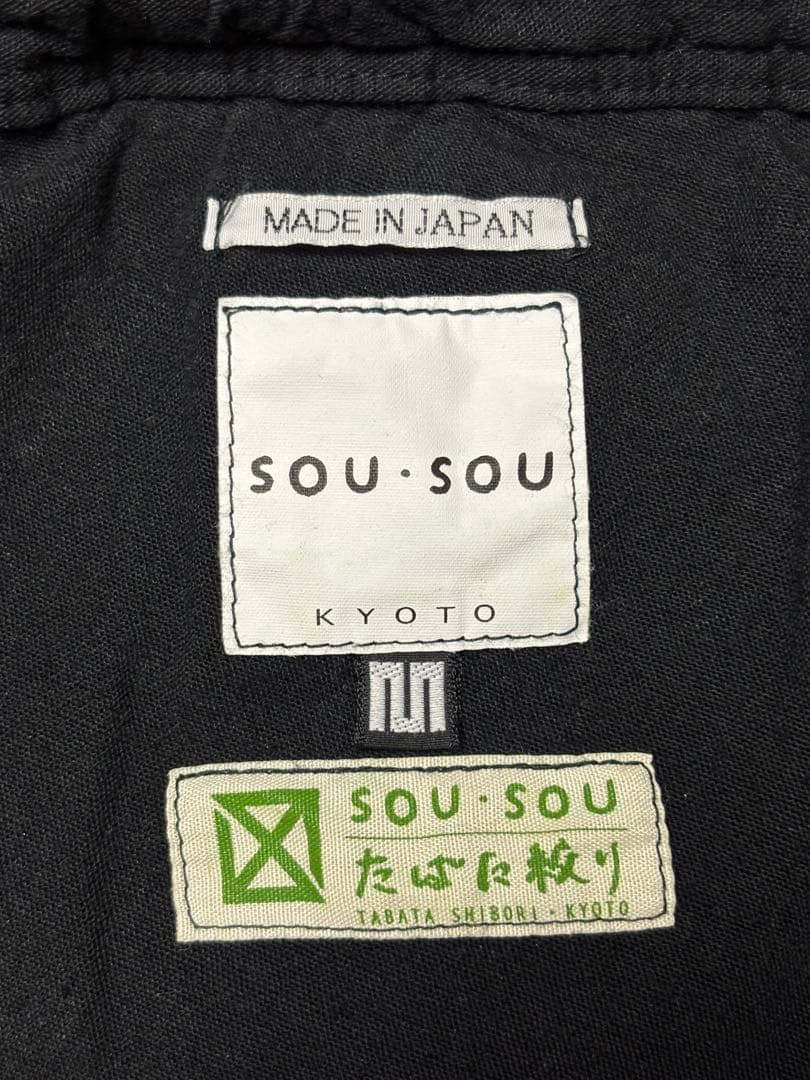 MADE IN JAPAN
SOU・SOU
KYOTO
M
SOU・SOU
たばた絞り
TABATA SHIBORI・KYOTO